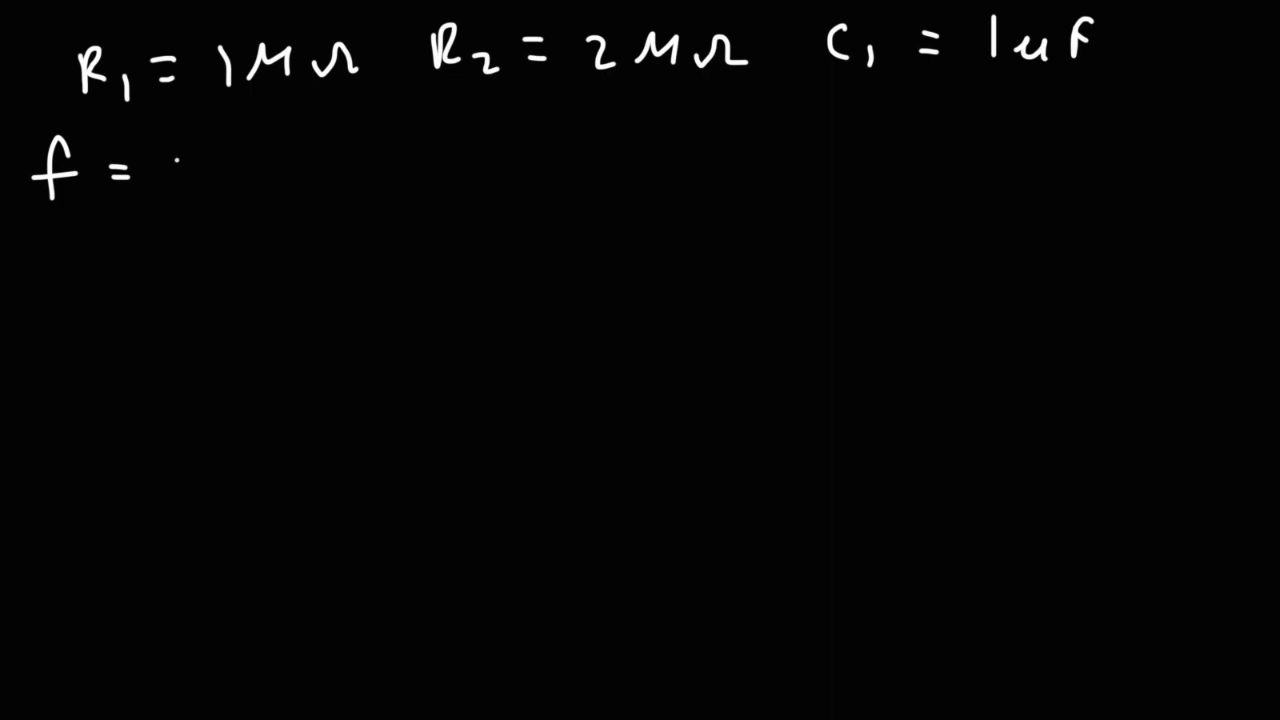 R₁ = 1MΩ R₂ = 2MΩ C₁ = 1uF
f =